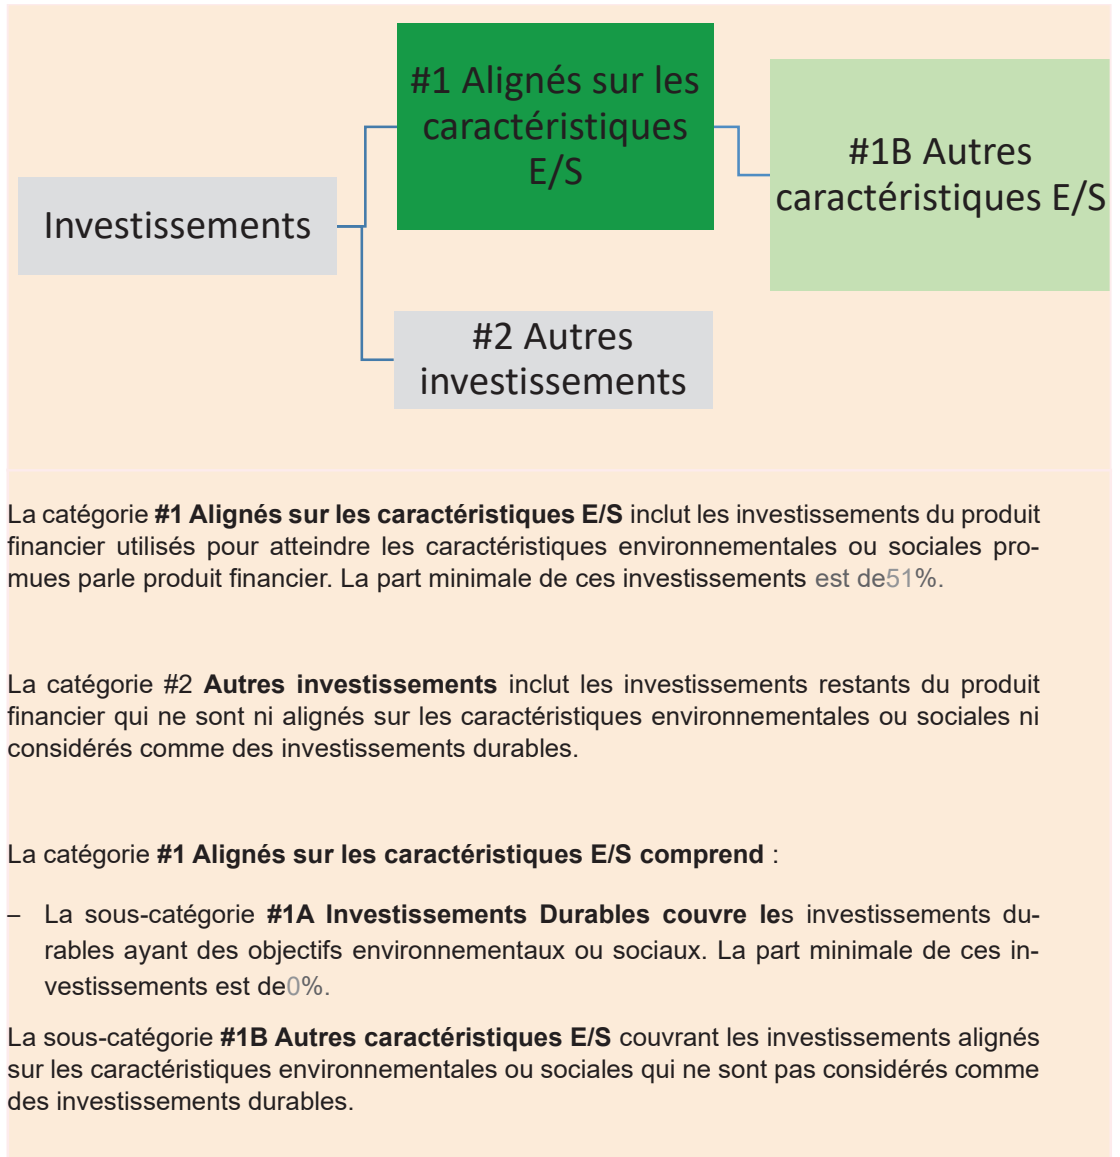 #1 Alignés sur les
caractéristiques
E/S
#1B Autres
caractéristiques E/S
Investissements
#2 Autres
investissements
La catégorie #1 Alignés sur les caractéristiques E/S inclut les investissements du produit
financier utilisés pour atteindre les caractéristiques environnementales ou sociales pro-
mues parle produit financier. La part minimale de ces investissements est de51%.
La catégorie #2 Autres investissements inclut les investissements restants du produit
financier qui ne sont ni alignés sur les caractéristiques environnementales ou sociales ni
considérés comme des investissements durables.
La catégorie #1 Alignés sur les caractéristiques E/S comprend :
– La sous-catégorie #1A Investissements Durables couvre les investissements du-
rables ayant des objectifs environnementaux ou sociaux. La part minimale de ces in-
vestissements est de0%.
La sous-catégorie #1B Autres caractéristiques E/S couvrant les investissements alignés
sur les caractéristiques environnementales ou sociales qui ne sont pas considérés comme
des investissements durables.